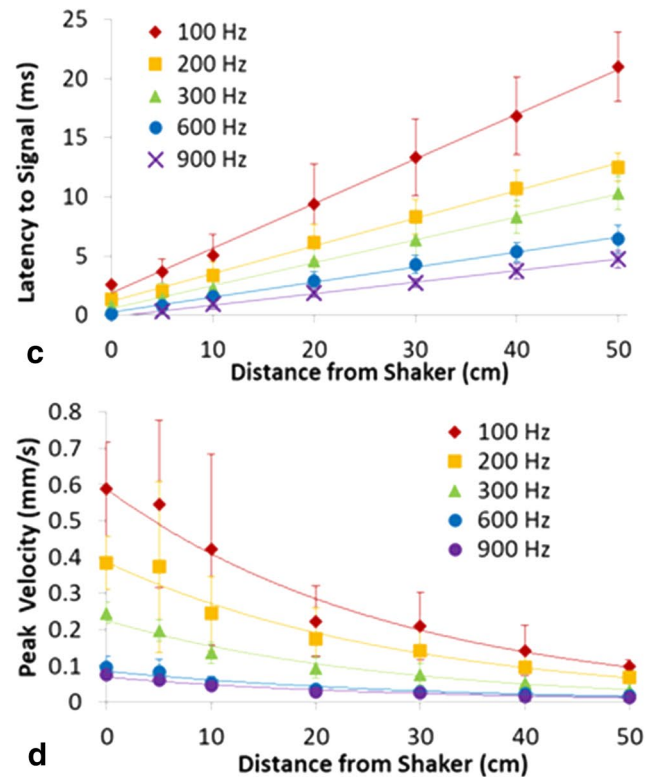 25
20
15
10
5
0
Latency to Signal (ms)
100 Hz
200 Hz
300 Hz
600 Hz
900 Hz
0 10 20 30 40 50
Distance from Shaker (cm)
c
0.8
0.7
0.6
0.5
0.4
0.3
0.2
0.1
0
Peak Velocity (mm/s)
100 Hz
200 Hz
300 Hz
600 Hz
900 Hz
0 10 20 30 40 50
Distance from Shaker (cm)
d